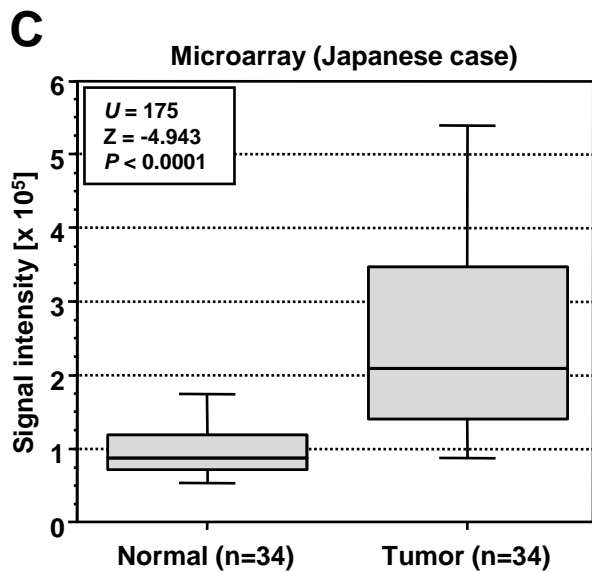 C
Microarray (Japanese case)
U = 175
Z = -4.943
P < 0.0001
Signal intensity [x 10⁵]
6
5
4
3
2
1
0
Normal (n=34)
Tumor (n=34)